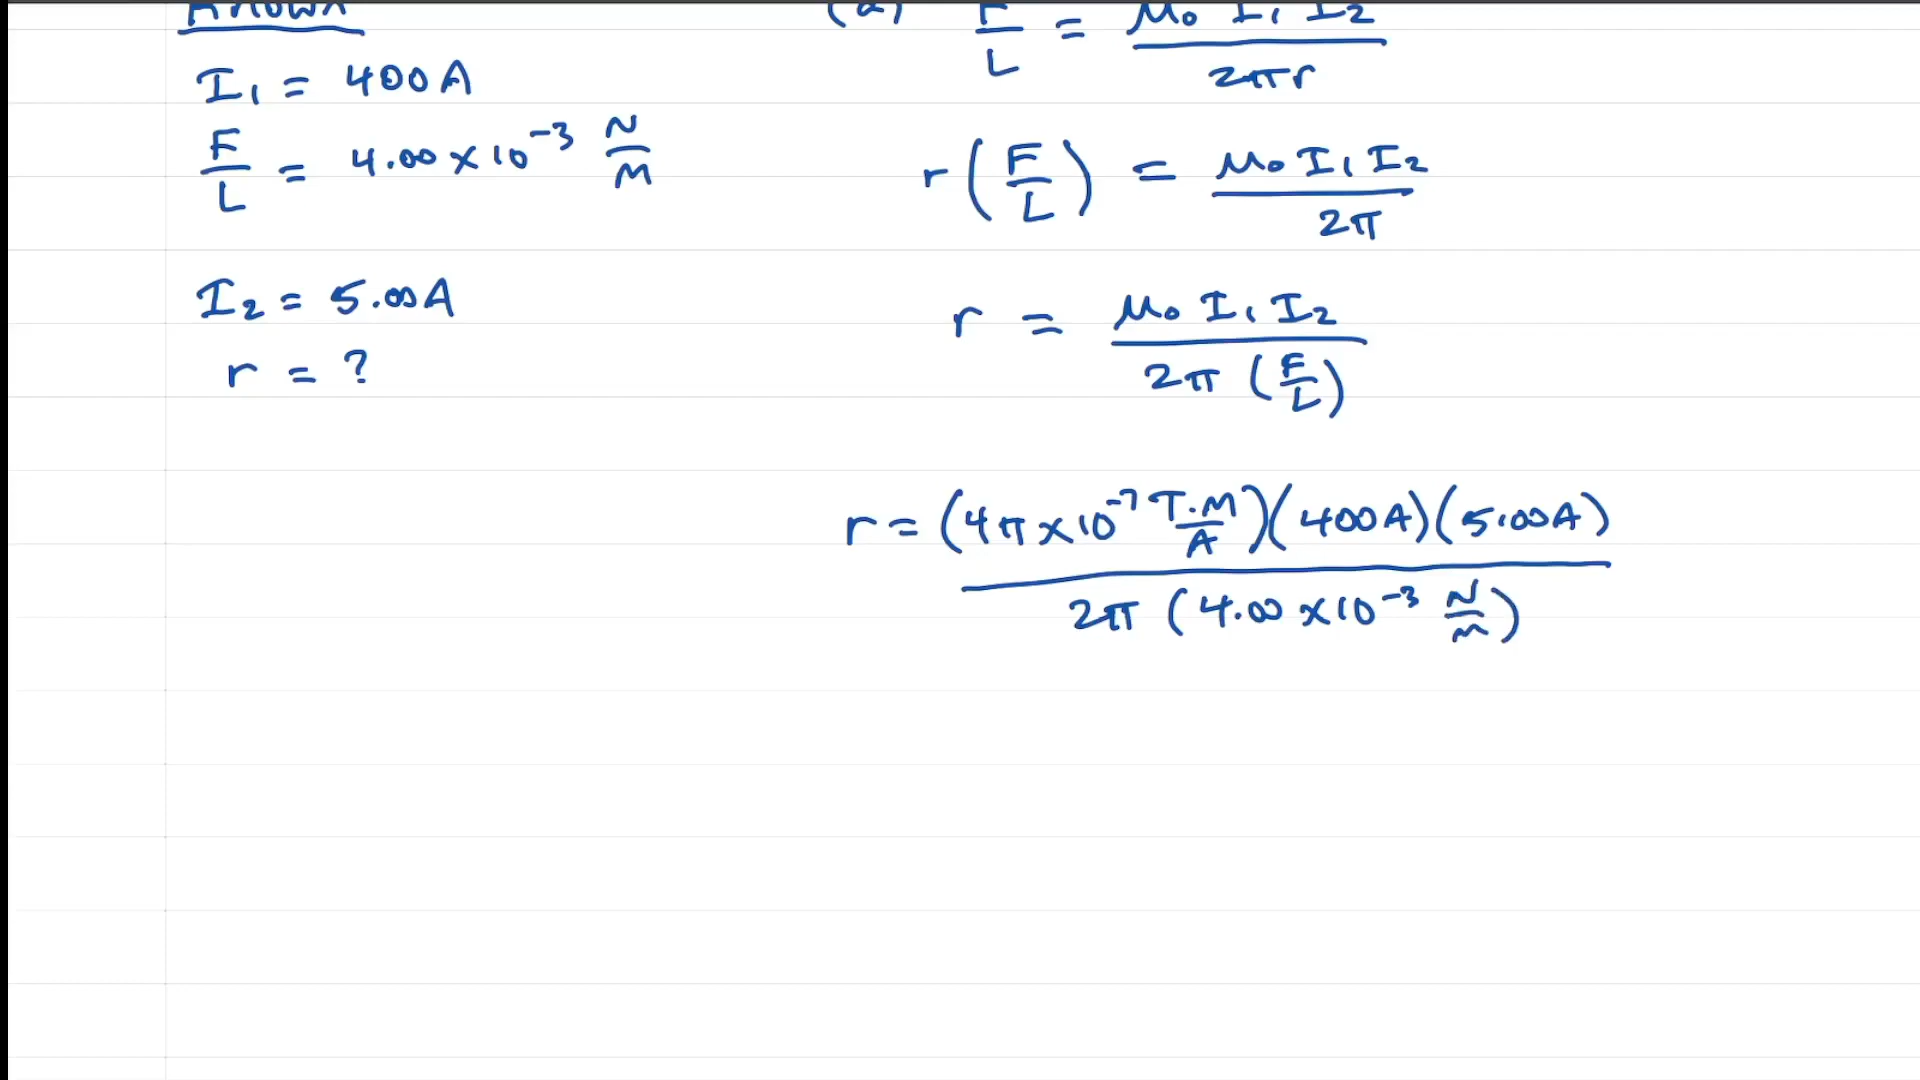 Known
I₁ = 400 A
F/L = 4.00 × 10⁻³ N/m
I₂ = 5.00 A
r = ?
(a) F/L = μ₀ I₁ I₂ / 2πr
r (F/L) = μ₀ I₁ I₂ / 2π
r = μ₀ I₁ I₂ / 2π (F/L)
r = (4π × 10⁻⁷ T·m/A)(400 A)(5.00 A) / 2π (4.00 × 10⁻³ N/m)